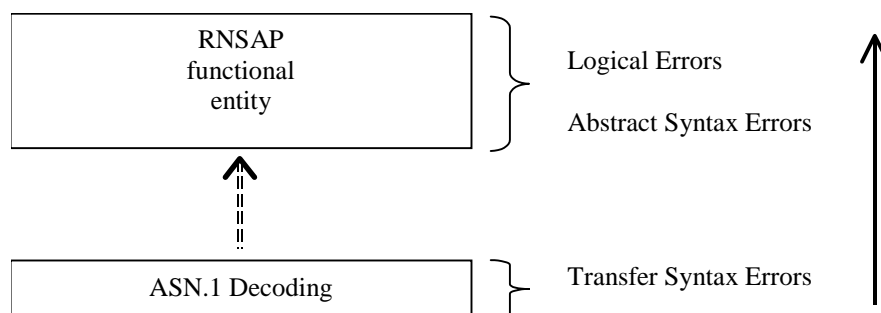 RNSAP
functional
entity
Logical Errors
Abstract Syntax Errors
ASN.1 Decoding
Transfer Syntax Errors